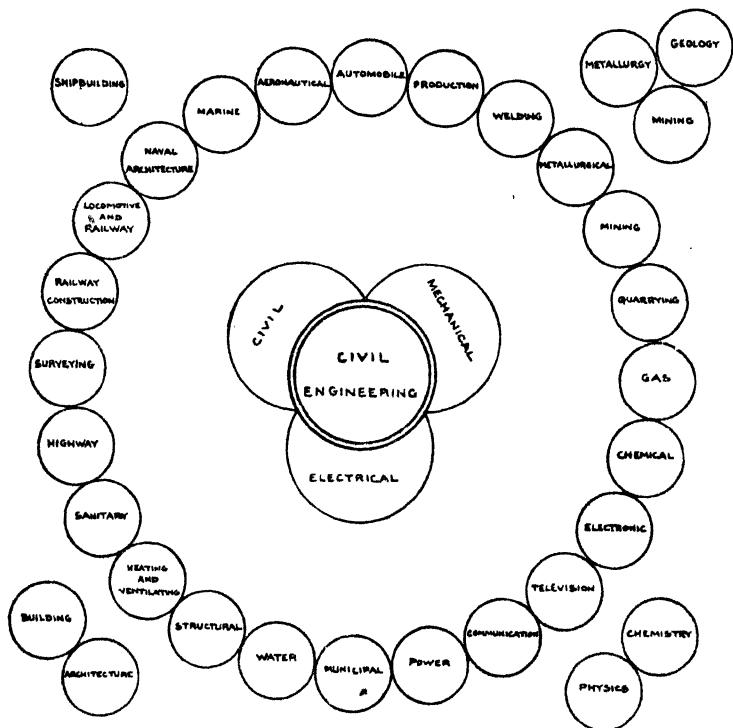 SHIPBUILDING
METALLURGY
GEOLOGY
MINING
AUTOMOBILE
PRODUCTION
WELDING
METALLURGICAL
MINING
QUARRYING
GAS
CHEMICAL
ELECTRONIC
TELEVISION
COMMUNICATION
POWER
MUNICIPAL
WATER
STRUCTURAL
HEATING
AND
VENTILATING
SANITARY
HIGHWAY
SURVEYING
RAILWAY
CONSTRUCTION
LOCOMOTIVE
AND
RAILWAY
NAVAL
ARCHITECTURE
MARINE
AERONAUTICAL
CIVIL
MECHANICAL
CIVIL
ENGINEERING
ELECTRICAL
BUILDING
ARCHITECTURE
CHEMISTRY
PHYSICS